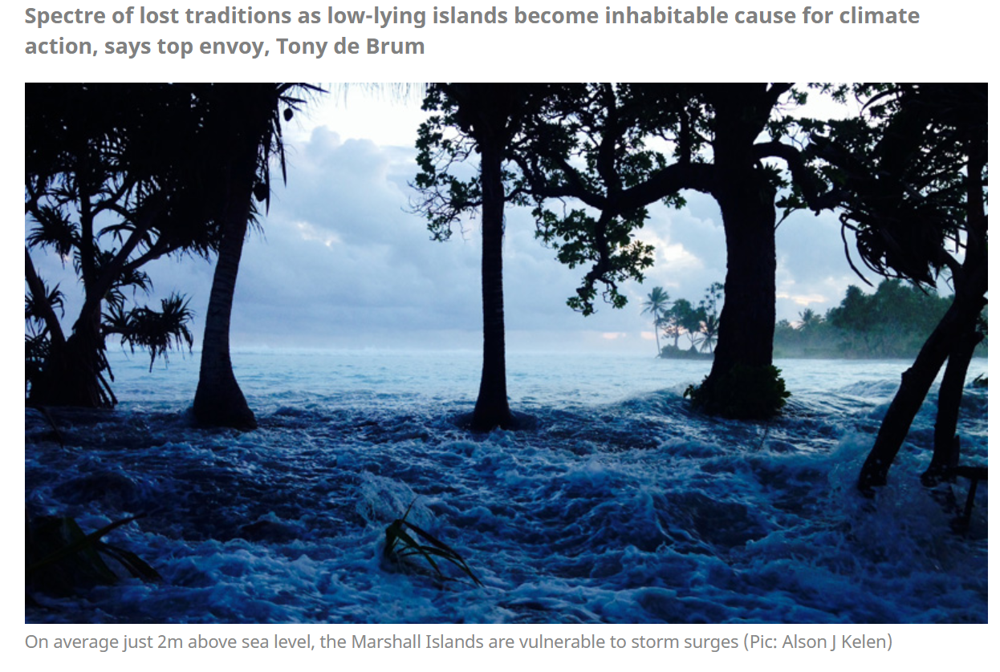 Spectre of lost traditions as low-lying islands become inhabitable cause for climate
action, says top envoy, Tony de Brum
On average just 2m above sea level, the Marshall Islands are vulnerable to storm surges (Pic: Alson J Kelen)